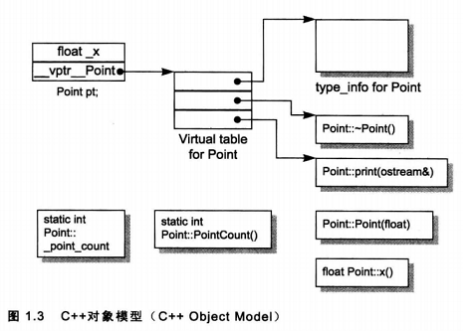 float _x
__vptr__Point
Point pt;
Virtual table
for Point
type_info for Point
Point::~Point()
Point::print(ostream&)
static int
Point::
_point_count
static int
Point::PointCount()
Point::Point(float)
float Point::x()
图 1.3 C++对象模型（C++ Object Model）